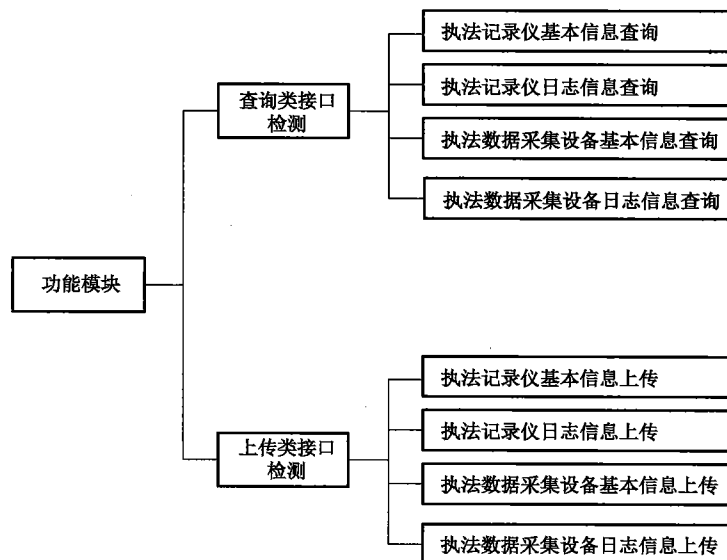 功能模块
查询类接口
检测
执法记录仪基本信息查询
执法记录仪日志信息查询
执法数据采集设备基本信息查询
执法数据采集设备日志信息查询
上传类接口
检测
执法记录仪基本信息上传
执法记录仪日志信息上传
执法数据采集设备基本信息上传
执法数据采集设备日志信息上传